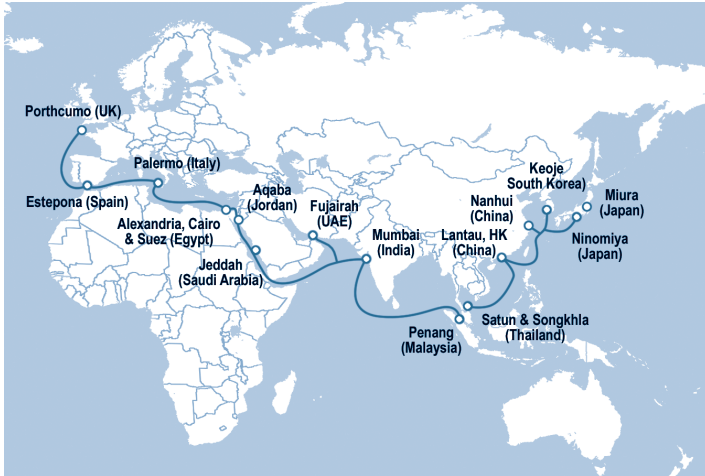 Porthcumo (UK)
Palermo (Italy)
Estepona (Spain)
Alexandria, Cairo
& Suez (Egypt)
Aqaba
(Jordan)
Jeddah
(Saudi Arabia)
Fujairah
(UAE)
Mumbai
(India)
Penang
(Malaysia)
Satun & Songkhla
(Thailand)
Lantau, HK
(China)
Nanhui
(China)
Keoje
South Korea)
Miura
(Japan)
Ninomiya
(Japan)